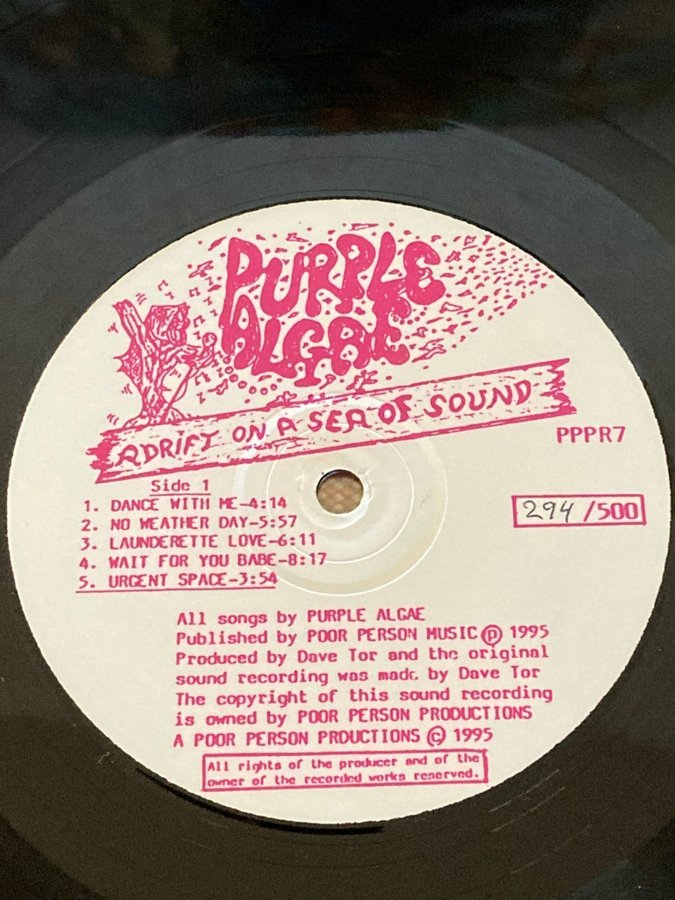 PURPLE
ALGAE
ADRIFT ON A SEA OF SOUND
PPPR7
Side 1
1. DANCE WITH ME-4:14
2. NO WEATHER DAY-5:57
3. LAUNDERETTE LOVE-6:11
4. WAIT FOR YOU BABE-8:17
5. URGENT SPACE-3:54
294/500
All songs by PURPLE ALGAE
Published by POOR PERSON MUSIC Ⓟ 1995
Produced by Dave Tor and the original
sound recording was made by Dave Tor
The copyright of this sound recording
is owned by POOR PERSON PRODUCTIONS
A POOR PERSON PRDUCTIONS © 1995
All rights of the producer and of the
owner of the recorded works reserved.